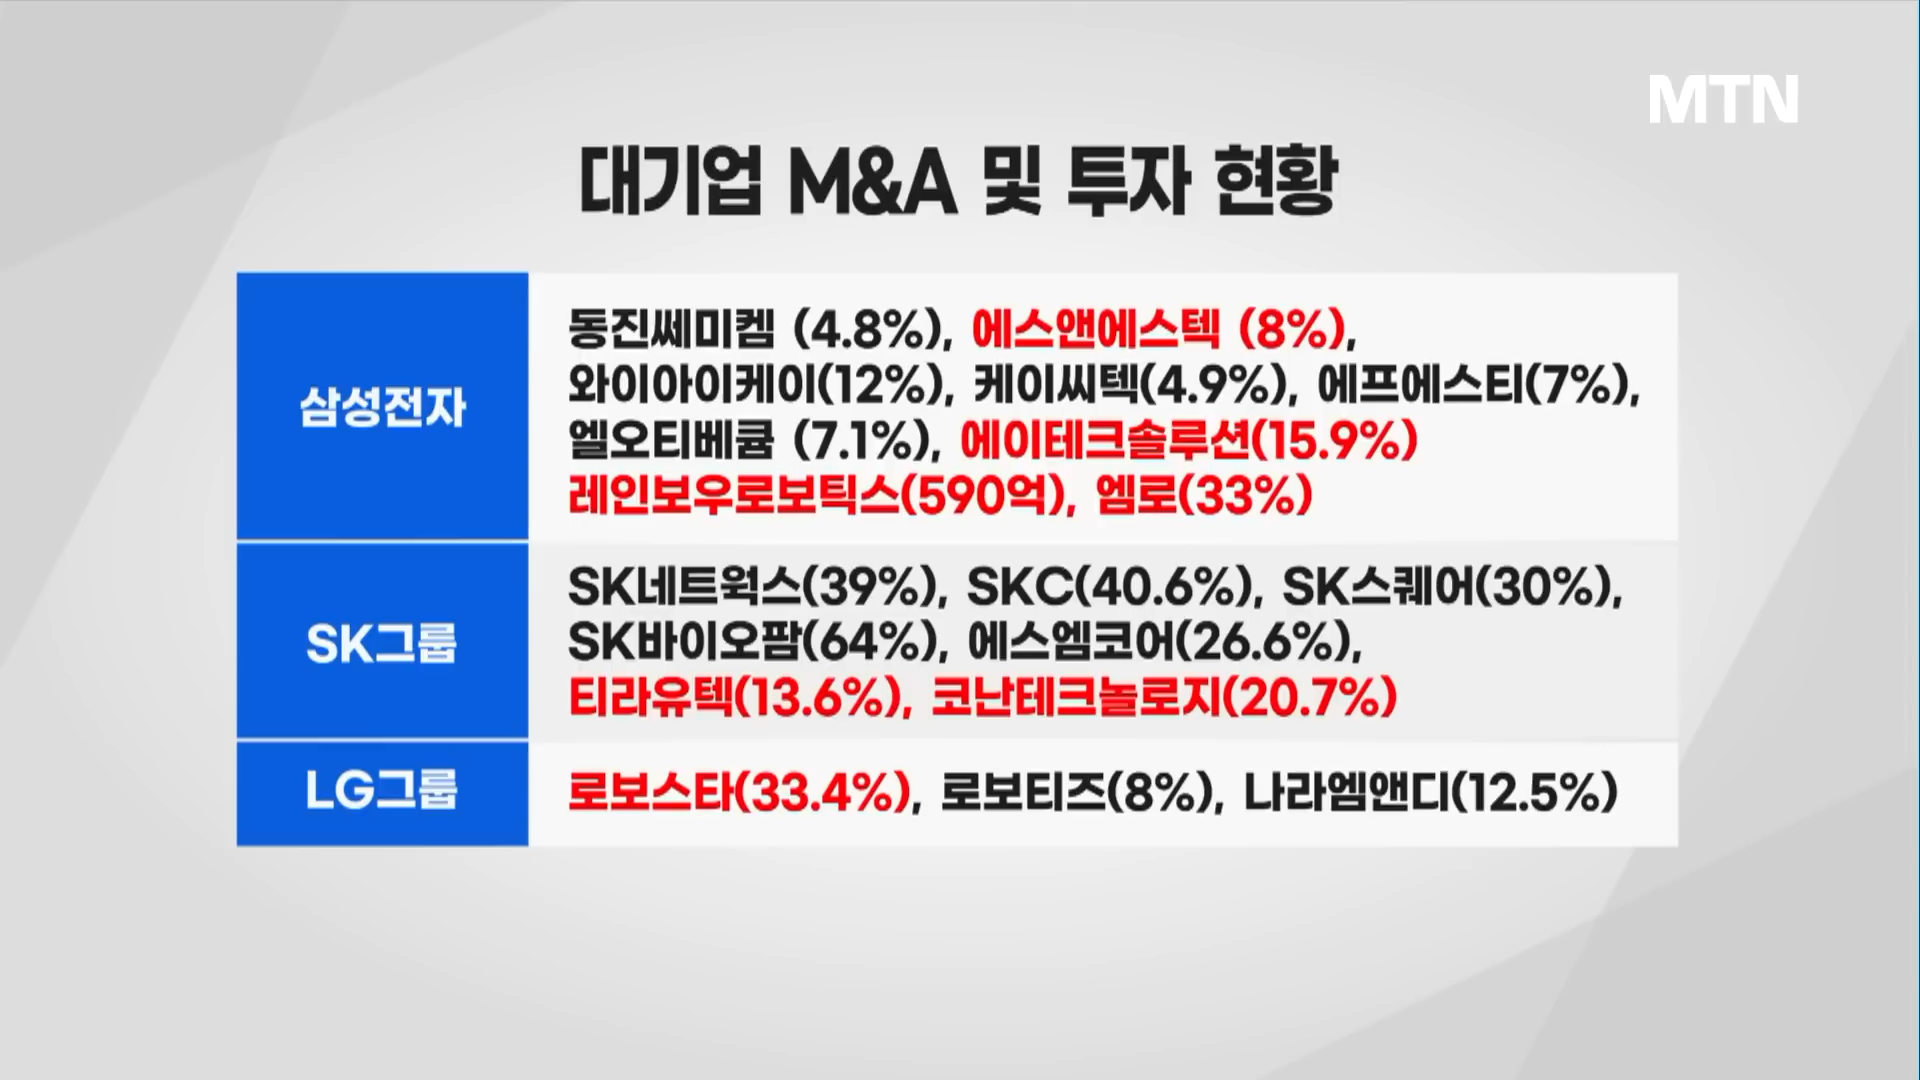 MTN
대기업 M&A 및 투자 현황
삼성전자
동진쎄미켐 (4.8%), 에스앤에스텍 (8%),
와이아이케이(12%), 케이씨텍(4.9%), 에프에스티(7%),
엘오티베큠 (7.1%), 에이테크솔루션(15.9%)
레인보우로보틱스(590억), 엠로(33%)
SK그룹
SK네트웍스(39%), SKC(40.6%), SK스퀘어(30%),
SK바이오팜(64%), 에스엠코어(26.6%),
티라유텍(13.6%), 코난테크놀로지(20.7%)
LG그룹
로보스타(33.4%), 로보티즈(8%), 나라엠앤디(12.5%)